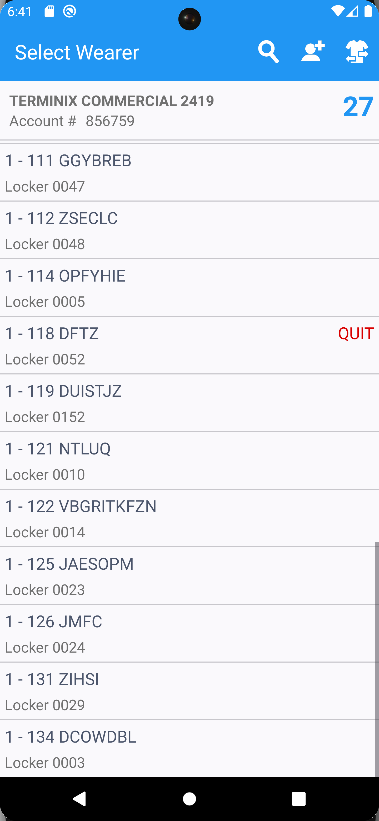 6:41
Select Wearer
TERMINIX COMMERCIAL 2419
27
Account # 856759
1 - 111 GGYBREB
Locker 0047
1 - 112 ZSECLC
Locker 0048
1 - 114 OPFYHIE
Locker 0005
1 - 118 DFTZ
QUIT
Locker 0052
1 - 119 DUISTJZ
Locker 0152
1 - 121 NTLUQ
Locker 0010
1 - 122 VBGRITKFZN
Locker 0014
1 - 125 JAESOPM
Locker 0023
1 - 126 JMFC
Locker 0024
1 - 131 ZIHSI
Locker 0029
1 - 134 DCOWDBL
Locker 0003